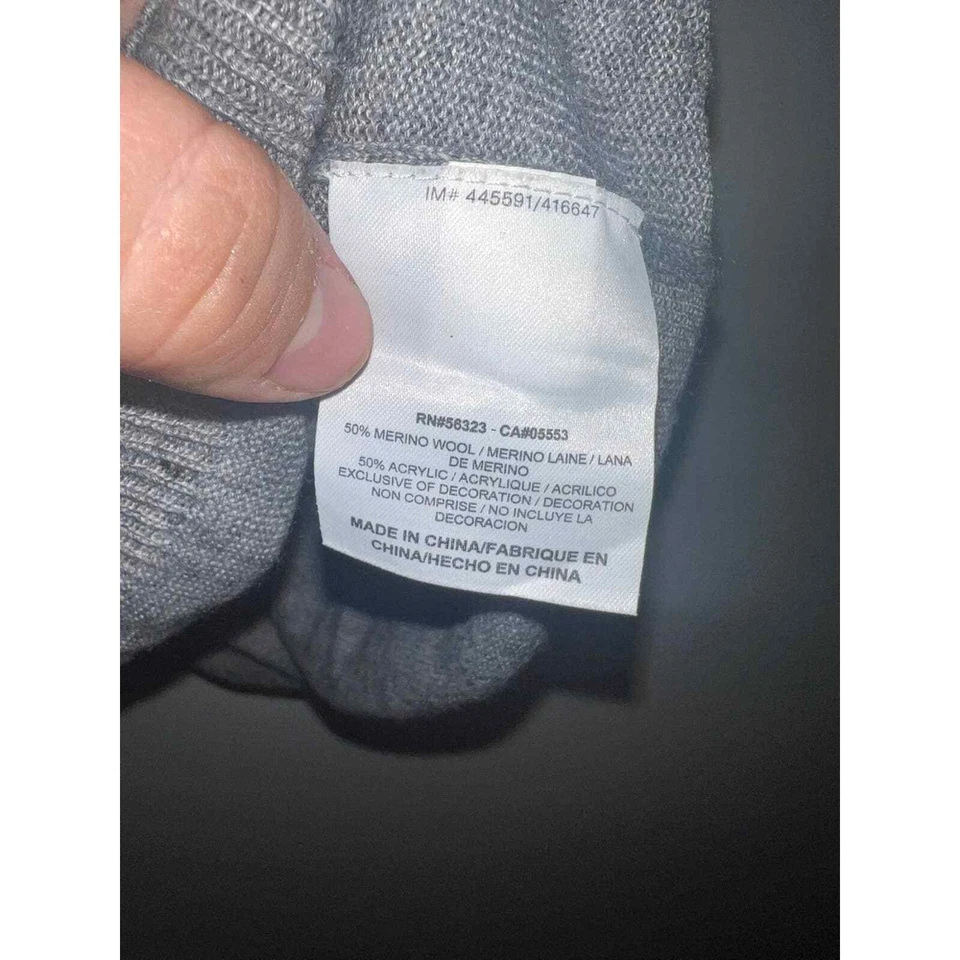 IM# 445591/416647
RN#56323 - CA#05553
50% MERINO WOOL / MERINO LAINE / LANA
DE MERINO
50% ACRYLIC / ACRYLIQUE / ACRILICO
EXCLUSIVE OF DECORATION / DECORATION
NON COMPRISE / NO INCLUYE LA
DECORACION
MADE IN CHINA/FABRIQUE EN
CHINA/HECHO EN CHINA